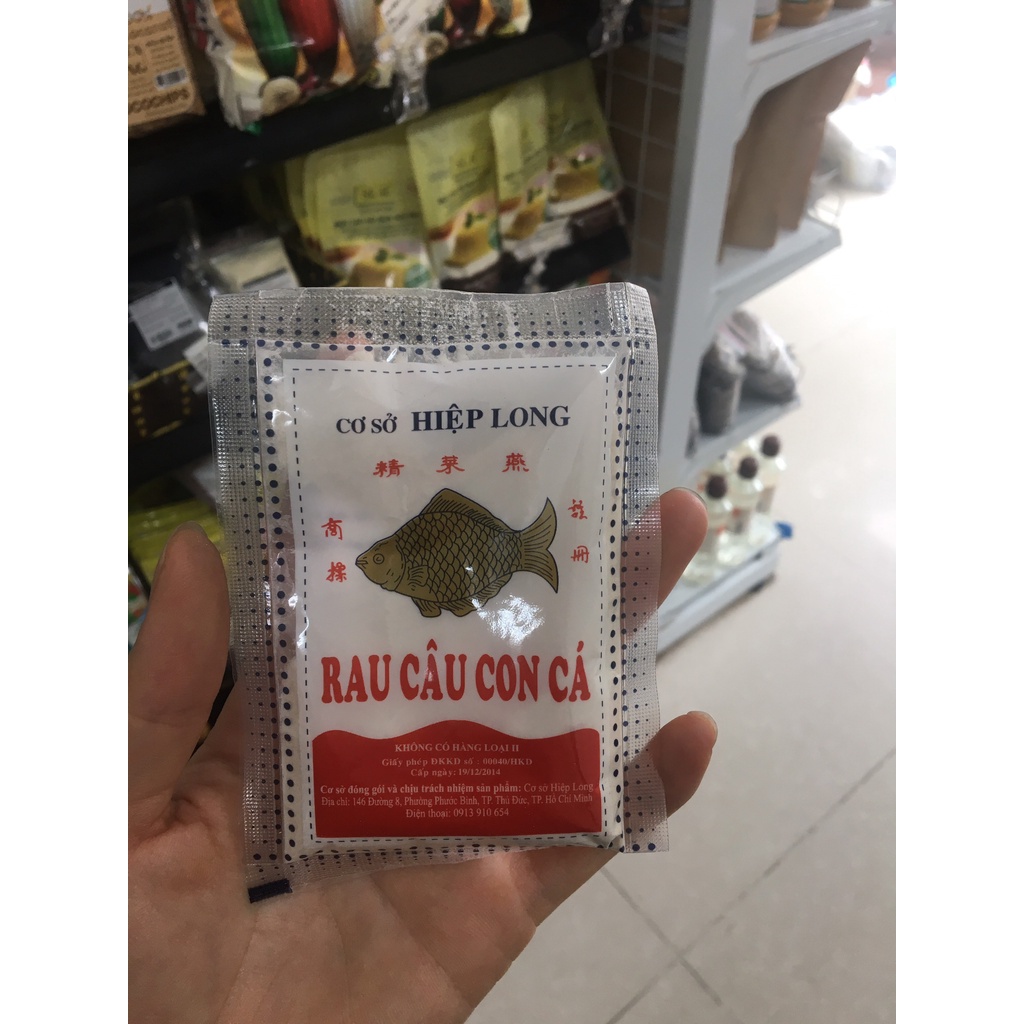 CƠ SỞ HIỆP LONG
精 菜 燕
商 標
註 冊
RAU CÂU CON CÁ
KHÔNG CÓ HÀNG LOẠI II
Giấy phép ĐKKD số : 00040/HKD
Cấp ngày: 19/12/2014
Cơ sở đóng gói và chịu trách nhiệm sản phẩm: Cơ sở Hiệp Long
Địa chỉ: 146 Đường 8, Phường Phước Bình, TP. Thủ Đức, TP. Hồ Chí Minh
Điện thoại: 0913 910 654